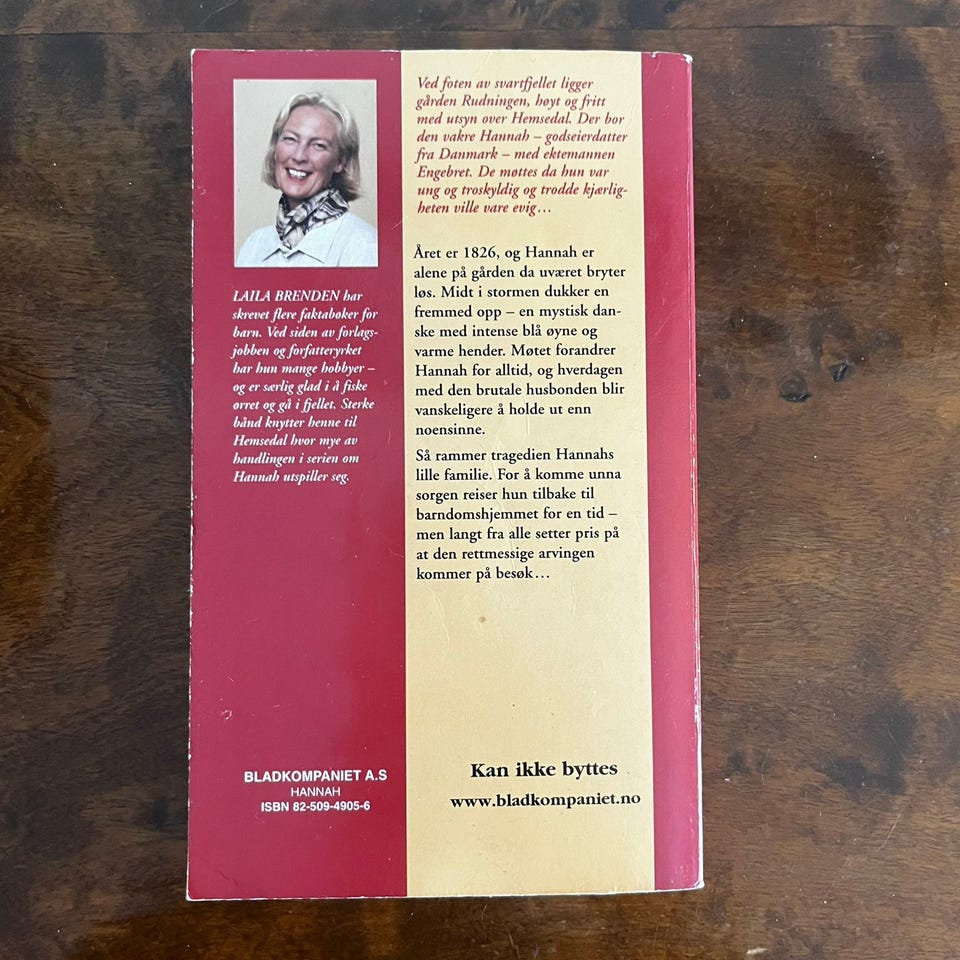 LAILA BRENDEN har
skrevet flere faktabøker for
barn. Ved siden av forlags-
jobben og forfatteryrket
har hun mange hobbyer –
og er særlig glad i å fiske
ørret og gå i fjellet. Sterke
bånd knytter henne til
Hemsedal hvor mye av
handlingen i serien om
Hannah utspiller seg.
BLADKOMPANIET A.S
HANNAH
ISBN 82-509-4905-6
Ved foten av svartfjellet ligger
gården Rudningen, høyt og fritt
med utsyn over Hemsedal. Der bor
den vakre Hannah – godseierdatter
fra Danmark – med ektemannen
Engebret. De møttes da hun var
ung og troskyldig og trodde kjærlig-
heten ville vare evig…
Året er 1826, og Hannah er
alene på gården da uværet bryter
løs. Midt i stormen dukker en
fremmed opp – en mystisk dan-
ske med intense blå øyne og
varme hender. Møtet forandrer
Hannah for alltid, og hverdagen
med den brutale husbonden blir
vanskeligere å holde ut enn
noensinne.
Så rammer tragedien Hannahs
lille familie. For å komme unna
sorgen reiser hun tilbake til
barndomshjemmet for en tid –
men langt fra alle setter pris på
at den rettmessige arvingen
kommer på besøk…
Kan ikke byttes
www.bladkompaniet.no